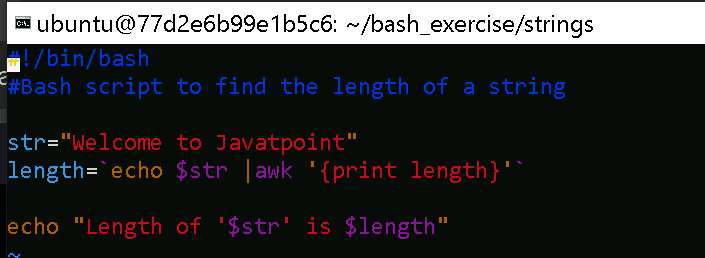 ubuntu@77d2e6b99e1b5c6: ~/bash_exercise/strings
#!/bin/bash
#Bash script to find the length of a string
str="Welcome to Javatpoint"
length=`echo $str |awk '{print length}'`
echo "Length of '$str' is $length"
~